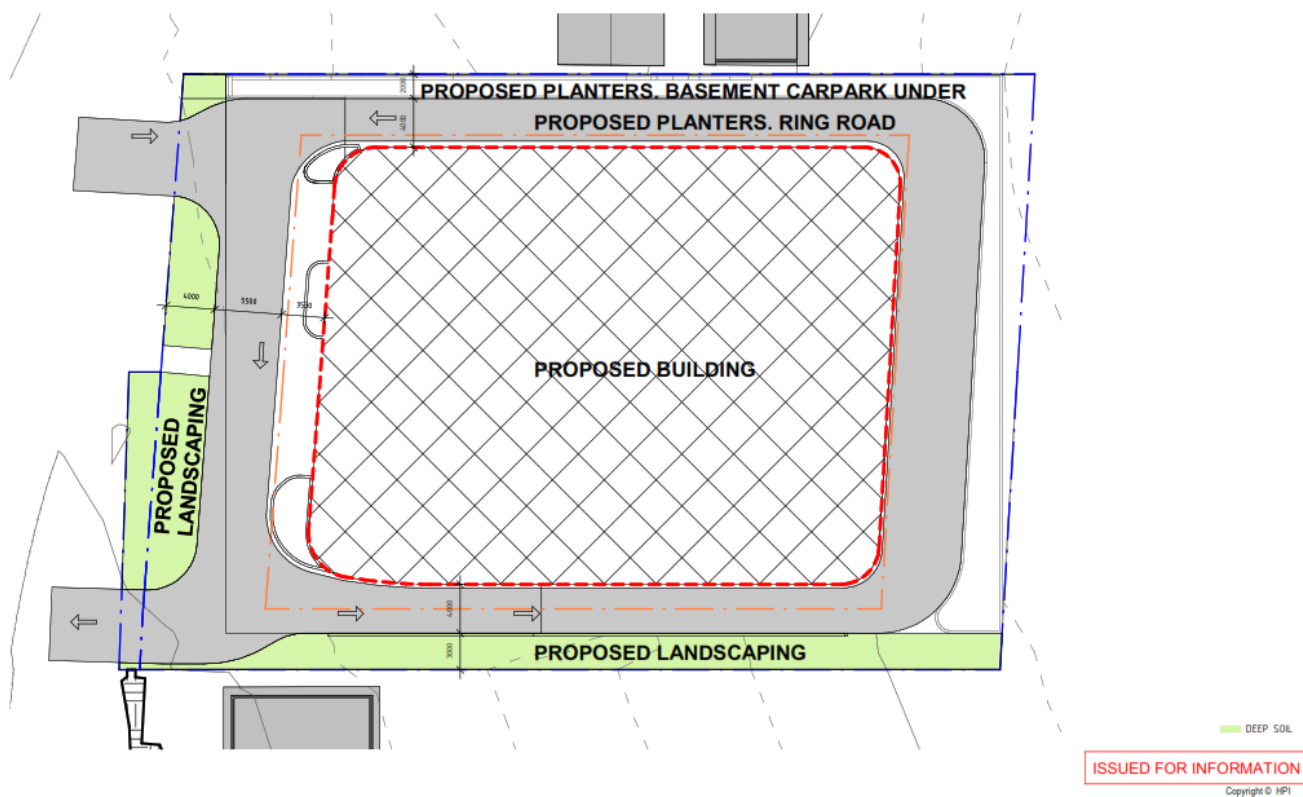 2000
PROPOSED PLANTERS. BASEMENT CARPARK UNDER
4000
PROPOSED PLANTERS. RING ROAD
4000
5500
3500
PROPOSED BUILDING
PROPOSED
LANDSCAPING
4000
3000
PROPOSED LANDSCAPING
DEEP SOIL
ISSUED FOR INFORMATION
Copyright © HPI